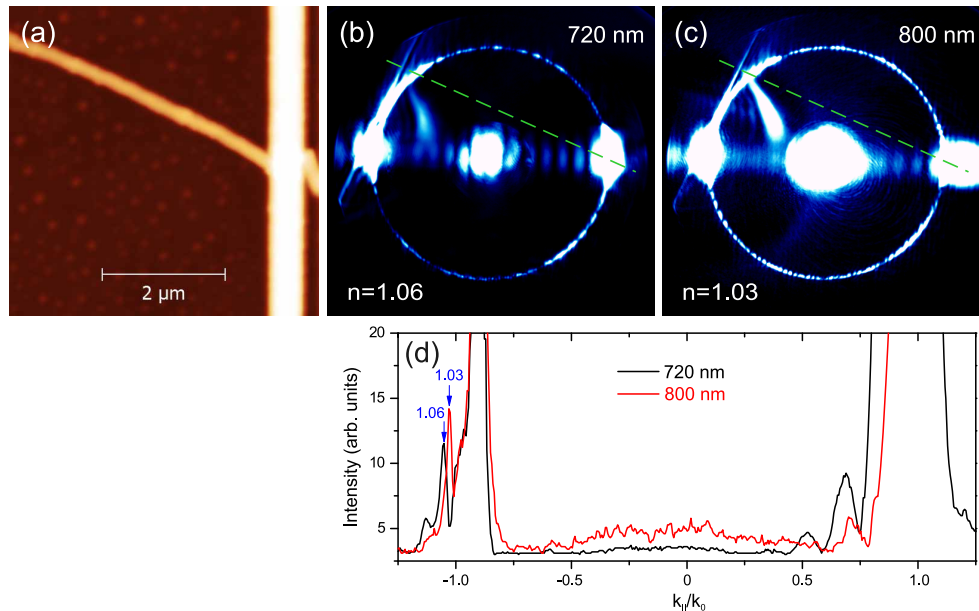 (a)
2 µm
(b)
720 nm
n=1.06
(c)
800 nm
n=1.03
(d)
20
15
10
5
Intensity (arb. units)
1.03
1.06
720 nm
800 nm
-1.0
-0.5
0
0.5
1.0
k||/k0